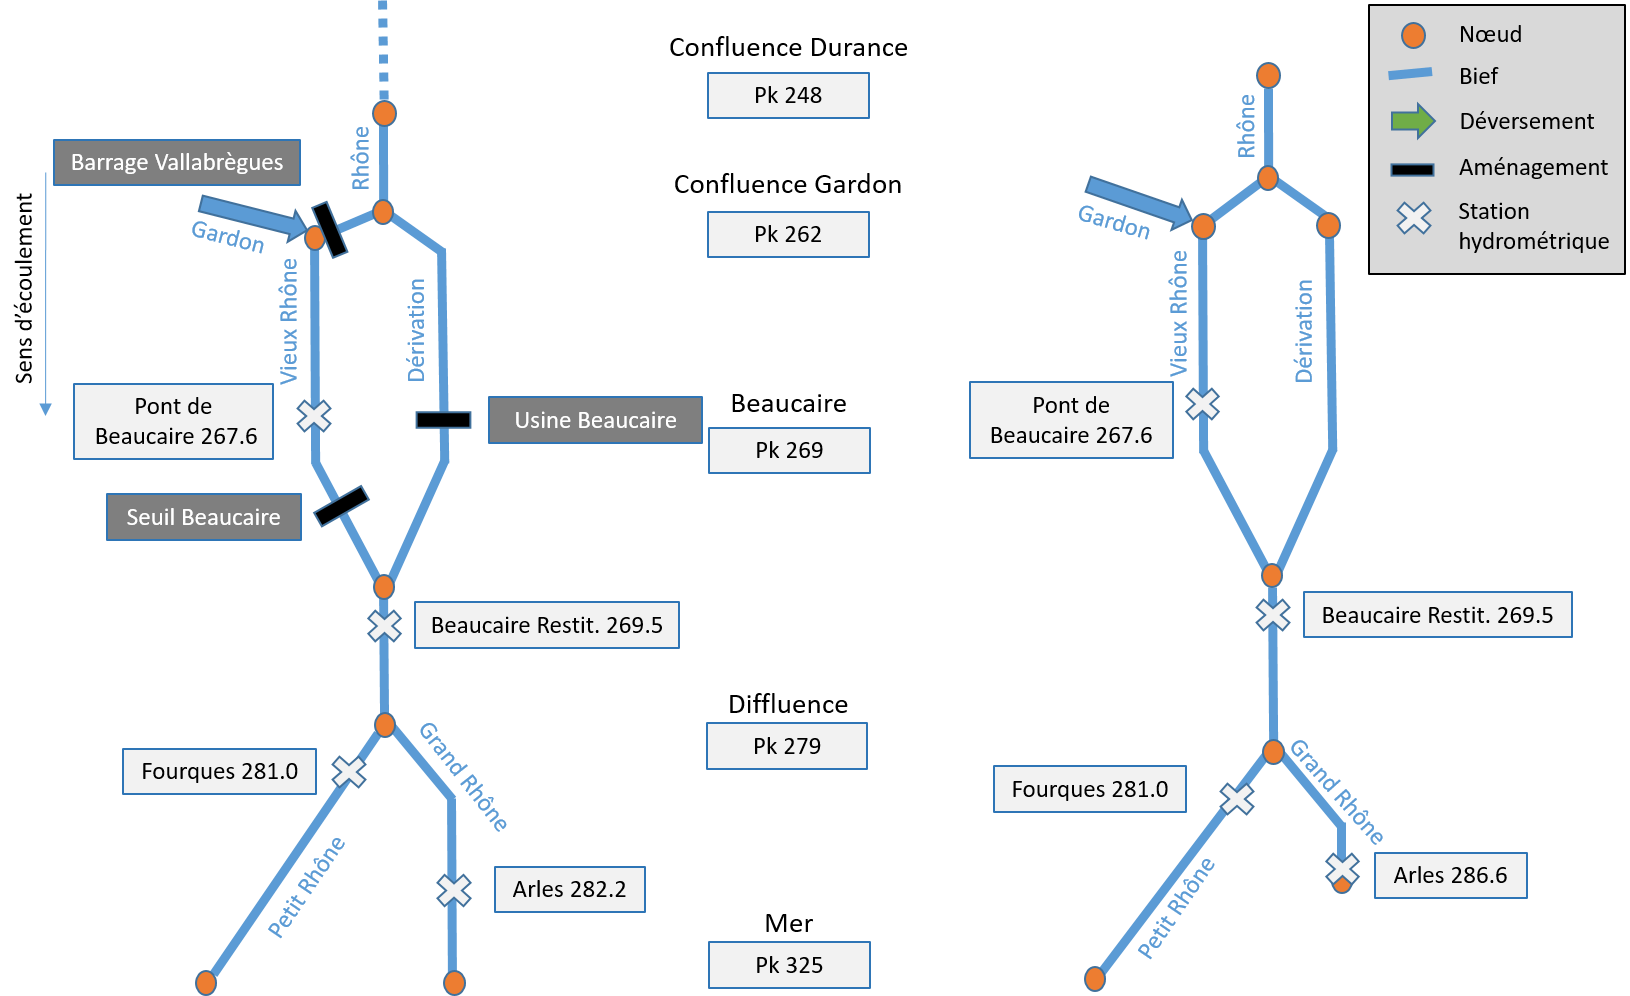 Confluence Durance
Pk 248
Rhône
Barrage Vallabrègues
Confluence Gardon
Pk 262
Gardon
Sens d'écoulement
Vieux Rhône
Dérivation
Pont de
Beaucaire 267.6
Usine Beaucaire
Beaucaire
Pk 269
Seuil Beaucaire
Beaucaire Restit. 269.5
Diffluence
Pk 279
Fourques 281.0
Grand Rhône
Petit Rhône
Arles 282.2
Mer
Pk 325
Rhône
Gardon
Vieux Rhône
Dérivation
Pont de
Beaucaire 267.6
Beaucaire Restit. 269.5
Fourques 281.0
Grand Rhône
Petit Rhône
Arles 286.6
Nœud
Bief
Déversement
Aménagement
Station
hydrométrique